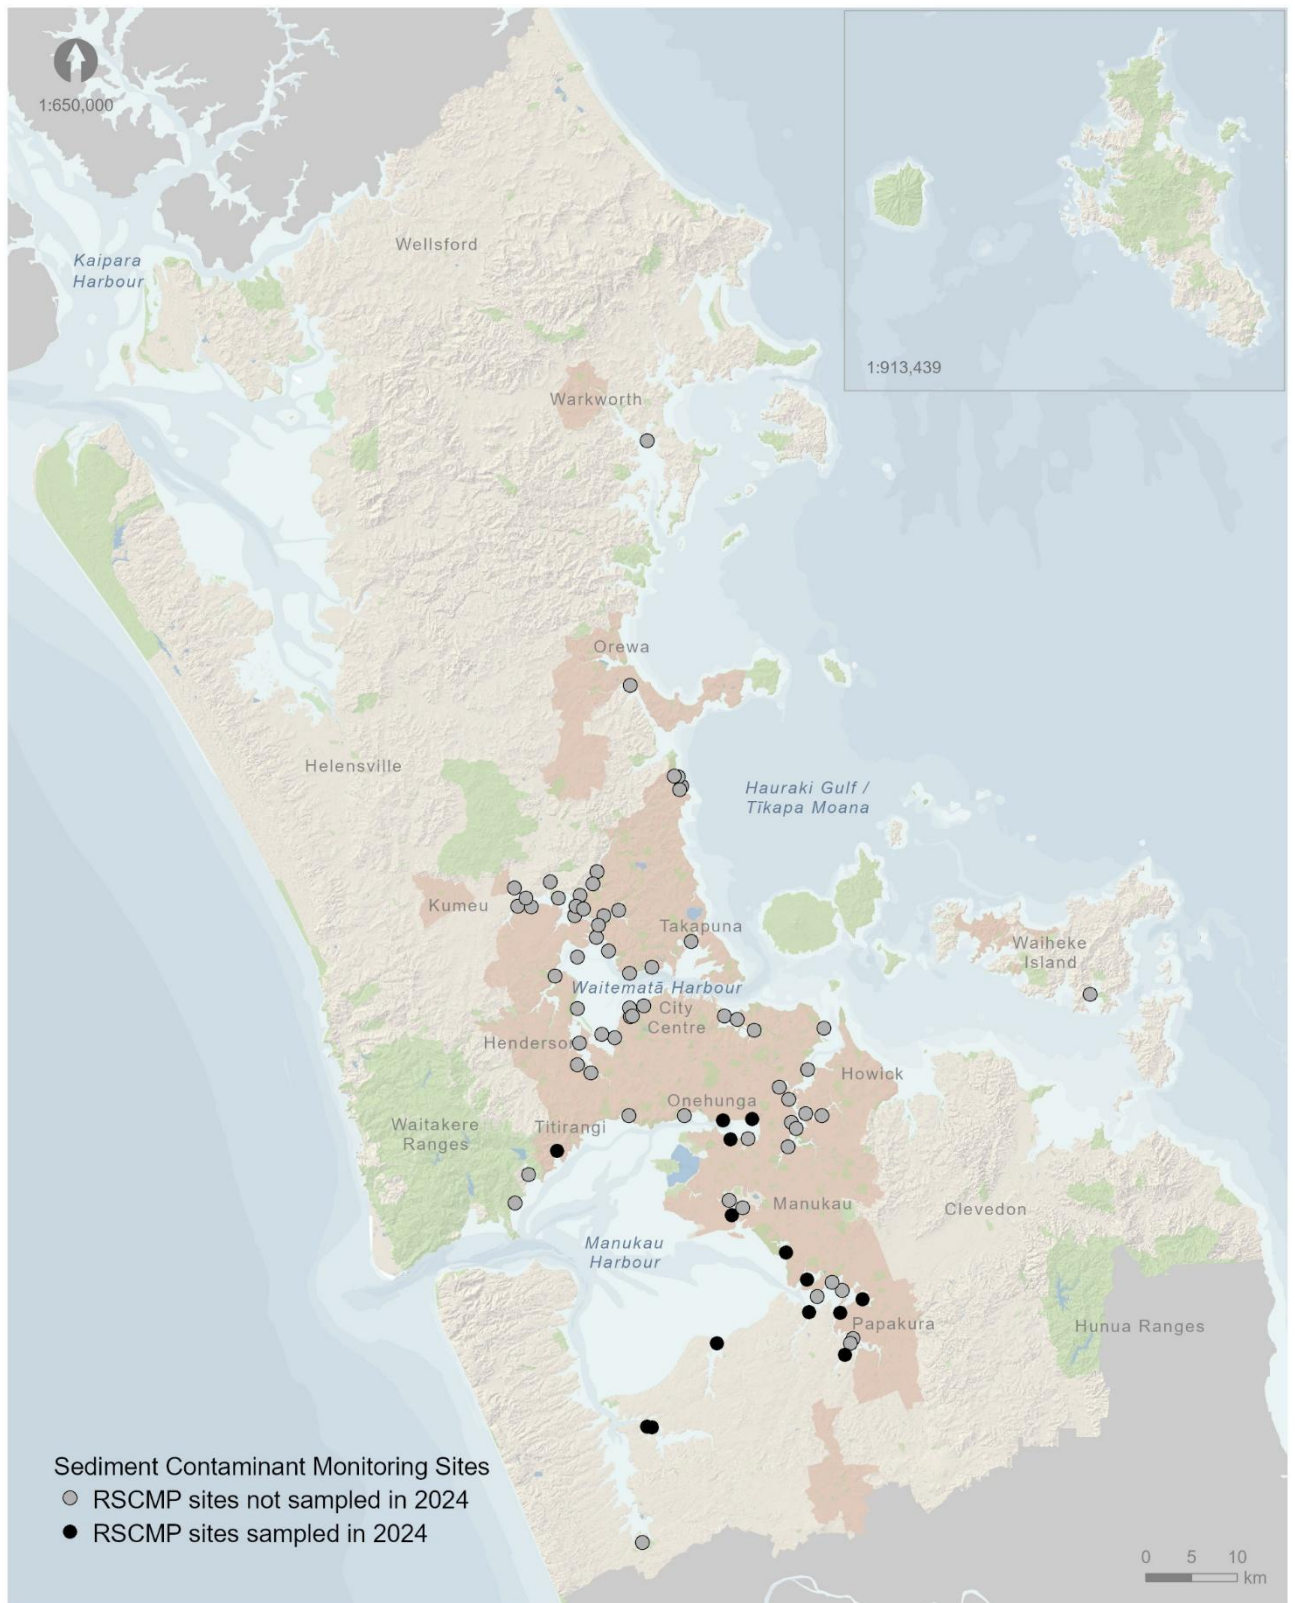 1:650,000
1:913,439
Wellsford
Kaipara
Harbour
Warkworth
Orewa
Helensville
Hauraki Gulf /
Tīkapa Moana
Kumeu
Takapuna
Waiheke
Island
Waitematā Harbour
City
Centre
Henderson
Howick
Onehunga
Waitakere
Ranges
Titirangi
Manukau
Clevedon
Manukau
Harbour
Papakura
Hunua Ranges
Sediment Contaminant Monitoring Sites
RSCMP sites not sampled in 2024
RSCMP sites sampled in 2024
0 5 10
km